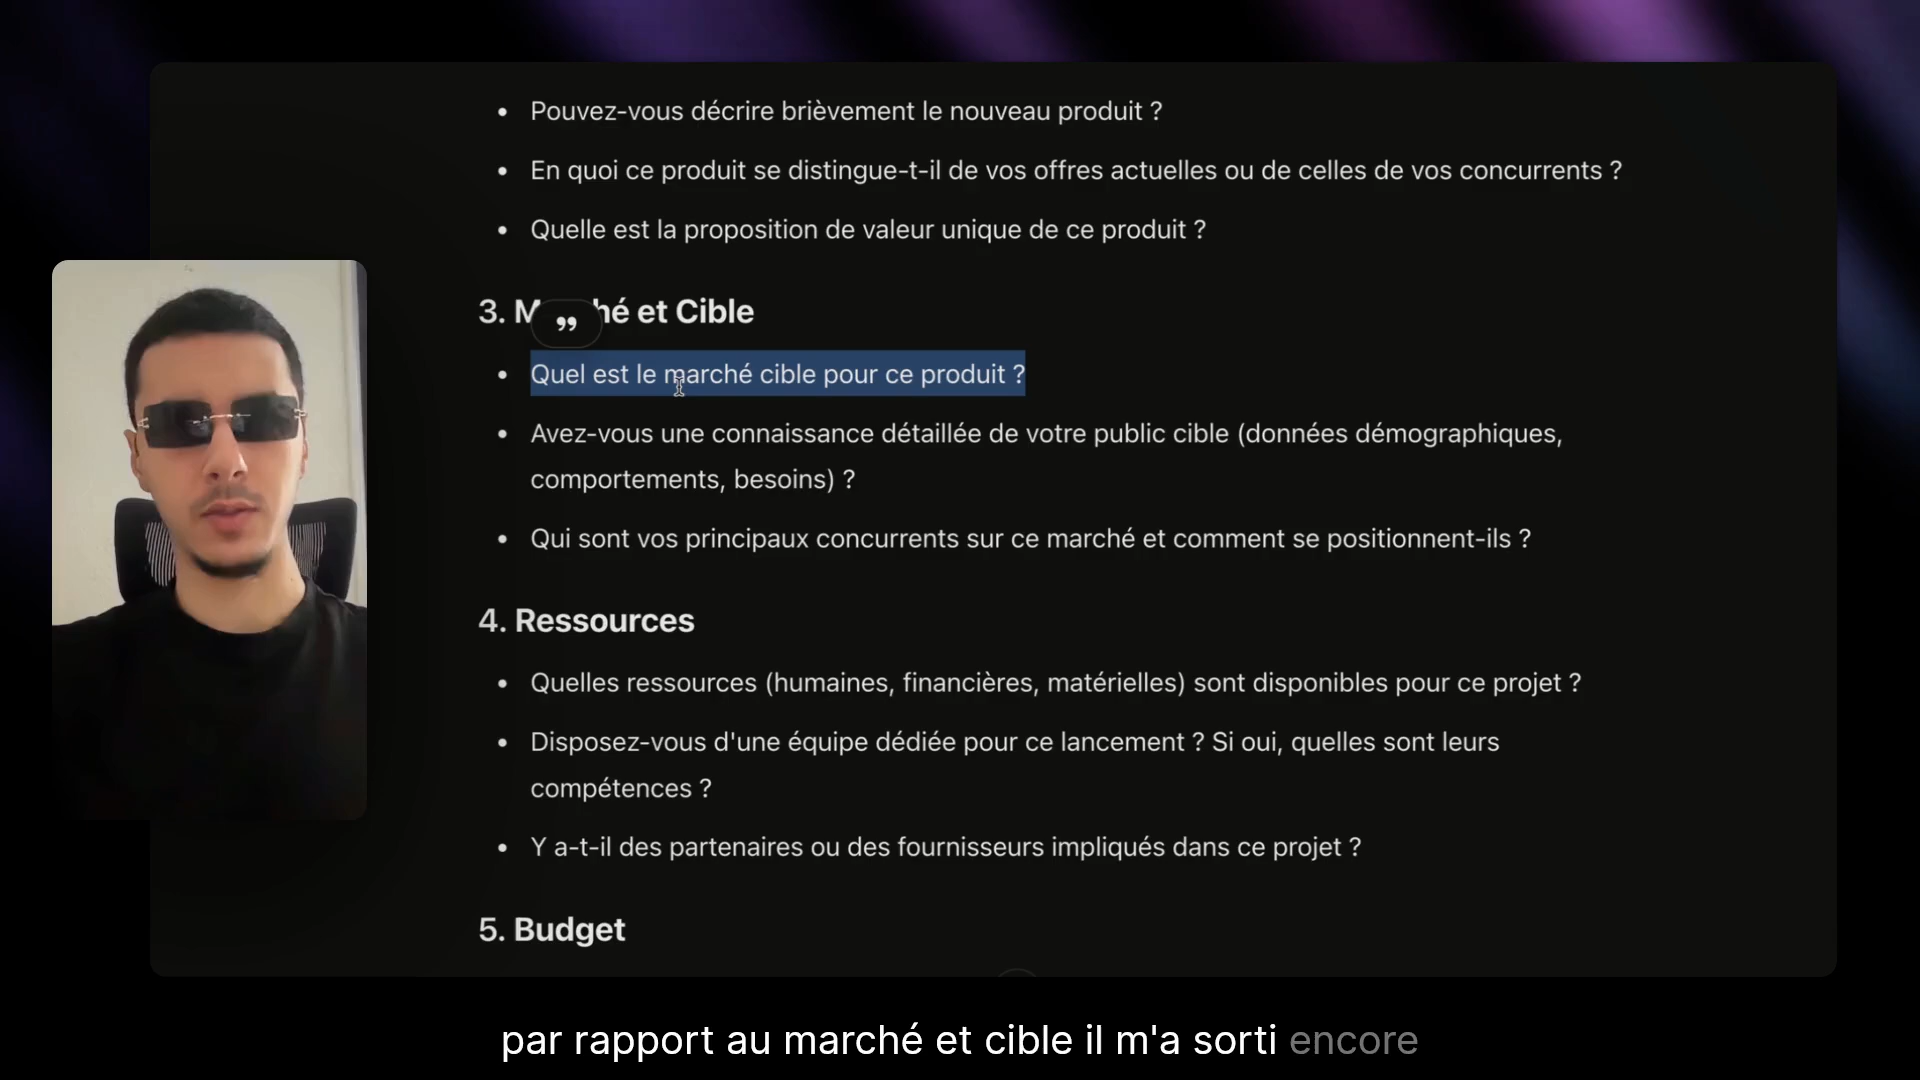 • Pouvez-vous décrire brièvement le nouveau produit ?
• En quoi ce produit se distingue-t-il de vos offres actuelles ou de celles de vos concurrents ?
• Quelle est la proposition de valeur unique de ce produit ?
3. M hé et Cible
”
• Quel est le marché cible pour ce produit ?
• Avez-vous une connaissance détaillée de votre public cible (données démographiques,
comportements, besoins) ?
• Qui sont vos principaux concurrents sur ce marché et comment se positionnent-ils ?
4. Ressources
• Quelles ressources (humaines, financières, matérielles) sont disponibles pour ce projet ?
• Disposez-vous d'une équipe dédiée pour ce lancement ? Si oui, quelles sont leurs
compétences ?
• Y a-t-il des partenaires ou des fournisseurs impliqués dans ce projet ?
5. Budget
par rapport au marché et cible il m'a sorti encore